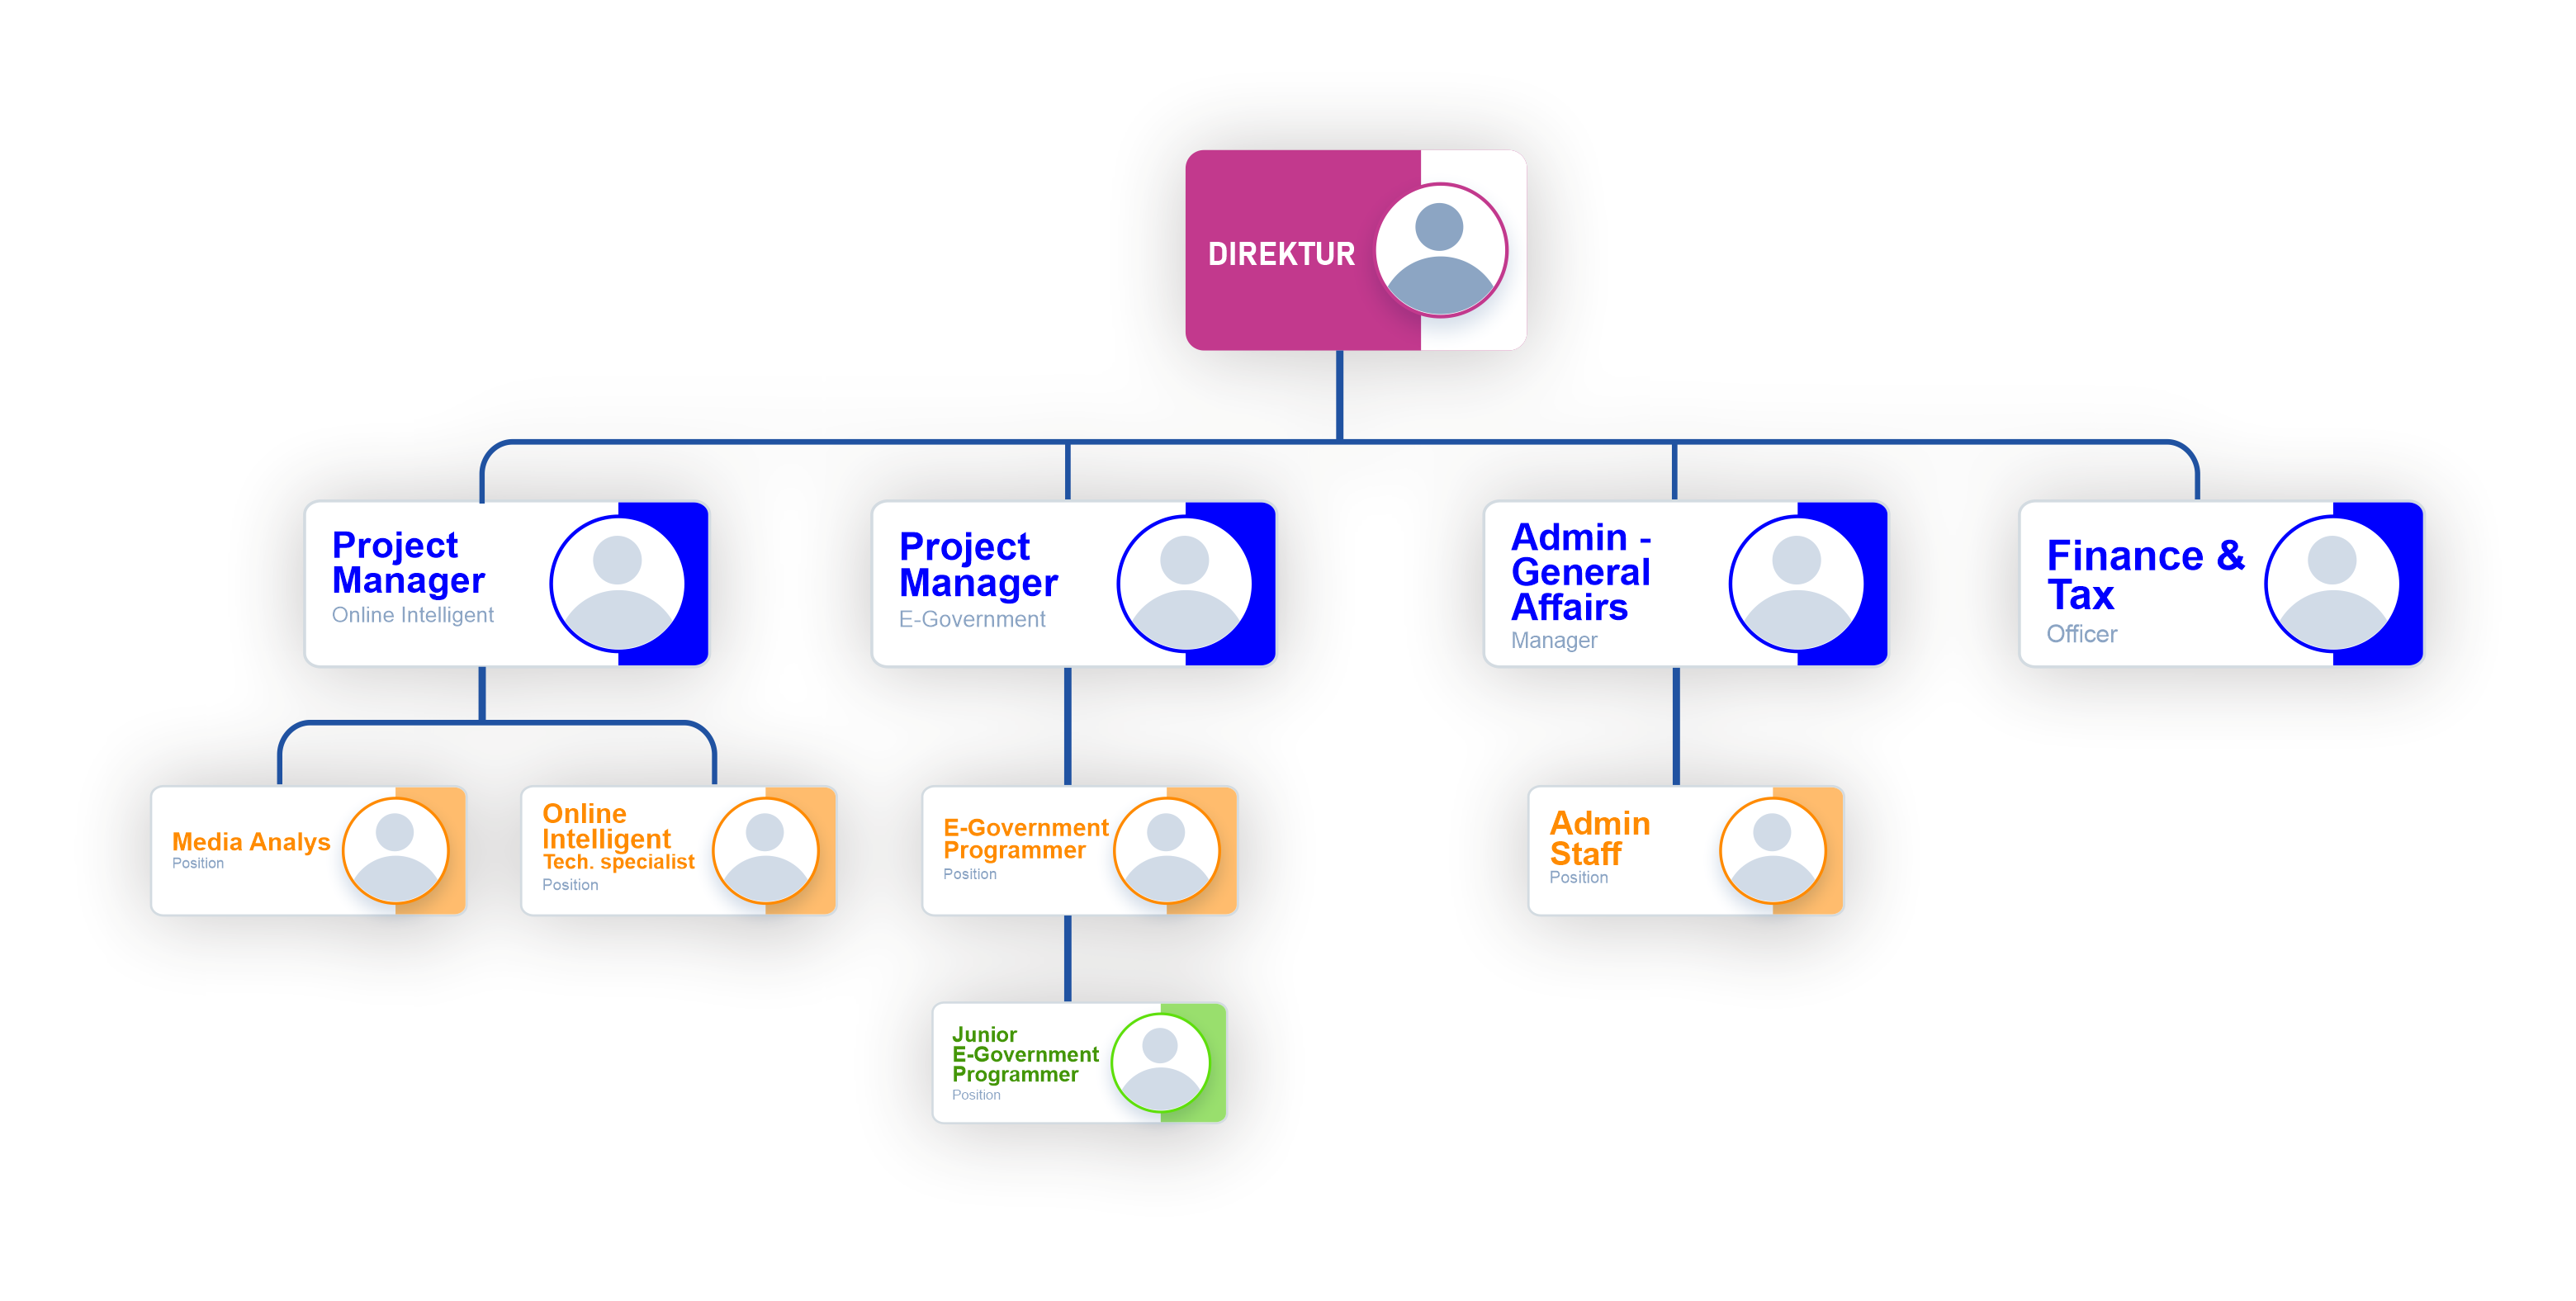 DIREKTUR
Project
Manager
Online Intelligent
Project
Manager
E-Government
Admin -
General
Affairs
Manager
Finance &
Tax
Officer
Media Analys
Position
Online
Intelligent
Tech. specialist
Position
E-Government
Programmer
Position
Admin
Staff
Position
Junior
E-Government
Programmer
Position